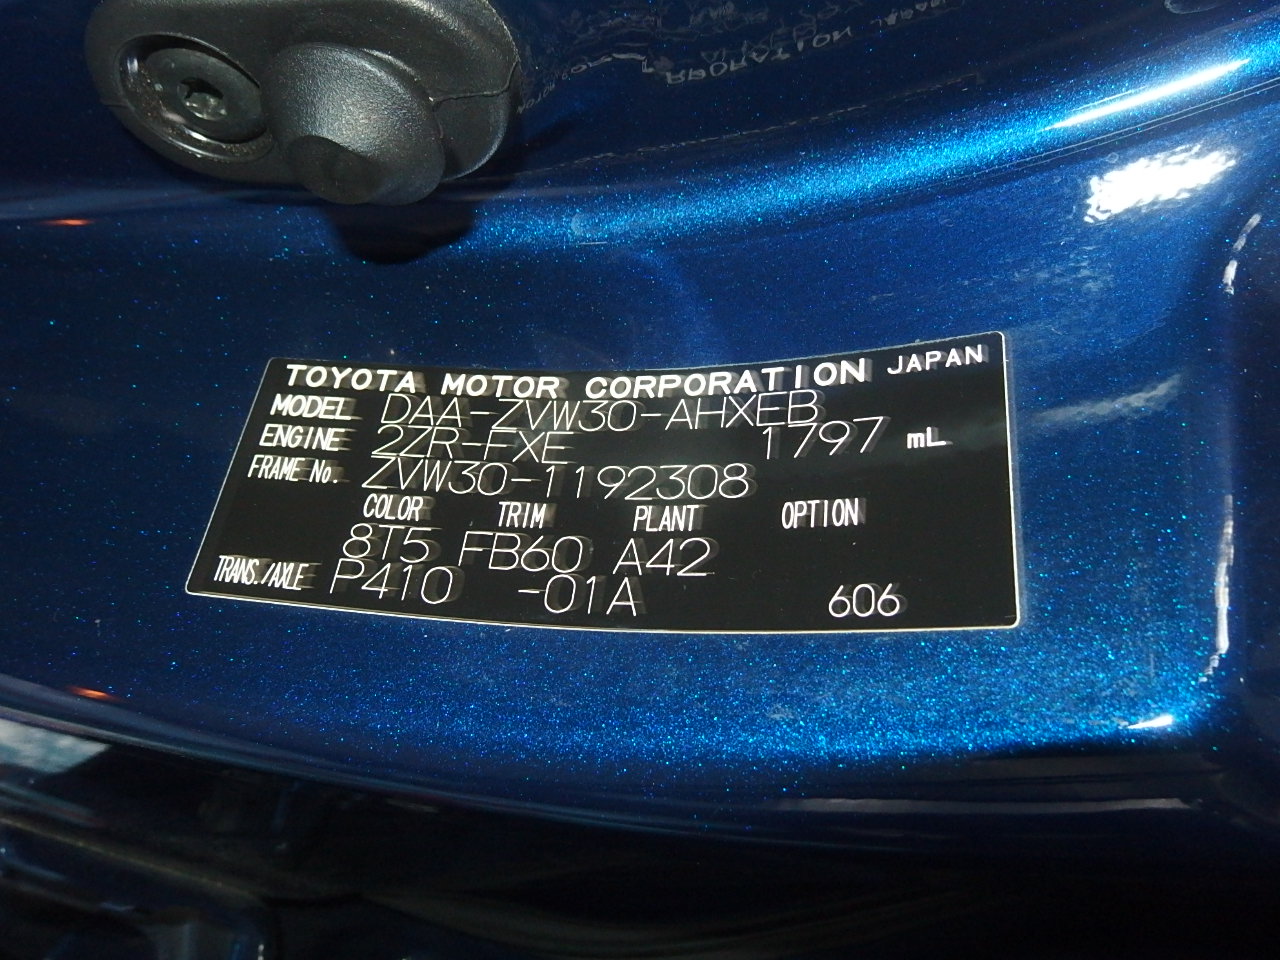 TOYOTA MOTOR CORPORATION JAPAN
MODEL DAA-ZVW30-AHXEB
ENGINE 2ZR-FXE 1797 mL
FRAME No. ZVW30-1192308
COLOR TRIM PLANT OPTION
8T5 FB60 A42
TRANS./AXLE P410 -01A 606